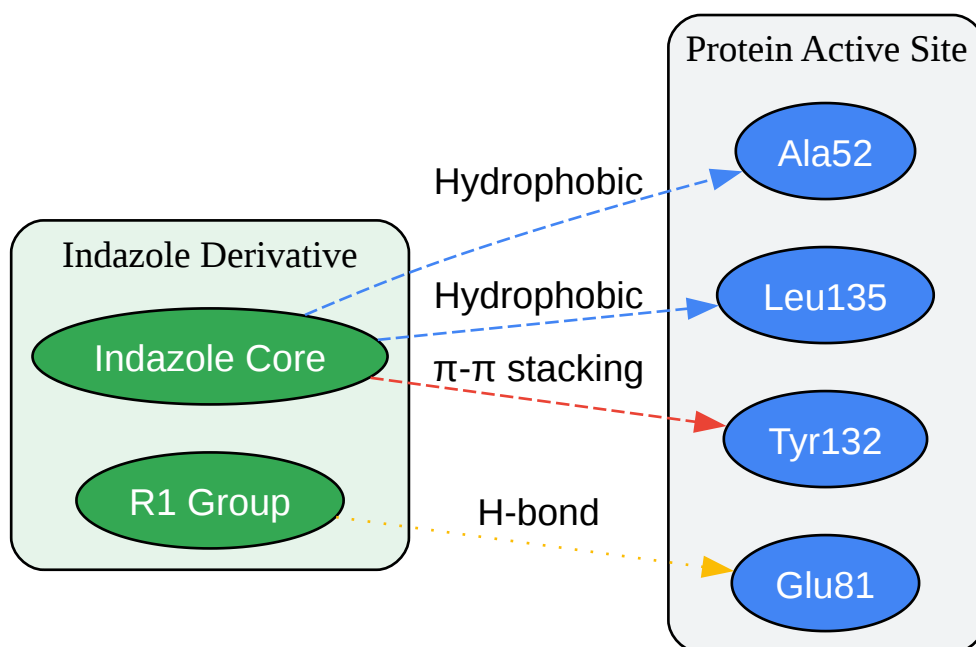 Protein Active Site
Ala52
Hydrophobic
Indazole Derivative
Hydrophobic
Leu135
Indazole Core
π-π stacking
Tyr132
R1 Group
H-bond
Glu81